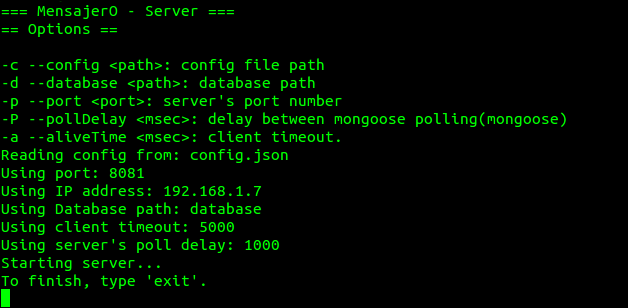 === MensajerO - Server ===
== Options ==
-c --config <path>: config file path
-d --database <path>: database path
-p --port <port>: server's port number
-P --pollDelay <msec>: delay between mongoose polling(mongoose)
-a --aliveTime <msec>: client timeout.
Reading config from: config.json
Using port: 8081
Using IP address: 192.168.1.7
Using Database path: database
Using client timeout: 5000
Using server's poll delay: 1000
Starting server...
To finish, type 'exit'.